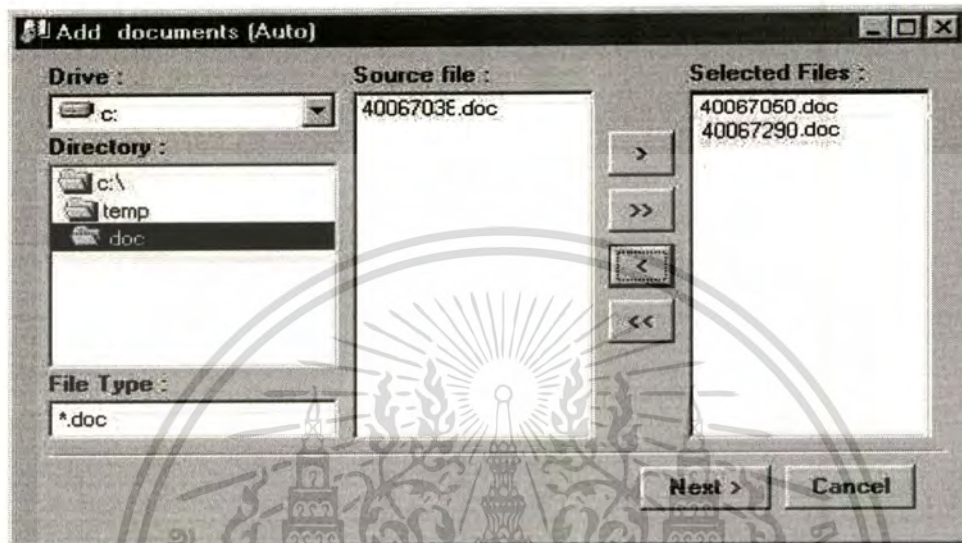 Add documents (Auto)
Drive :
c:
Directory :
c:\
temp
doc
File Type :
*.doc
Source file :
4006703E.doc
>
>>
<
<<
Selected Files :
40067050.doc
40067290.doc
Next >
Cancel